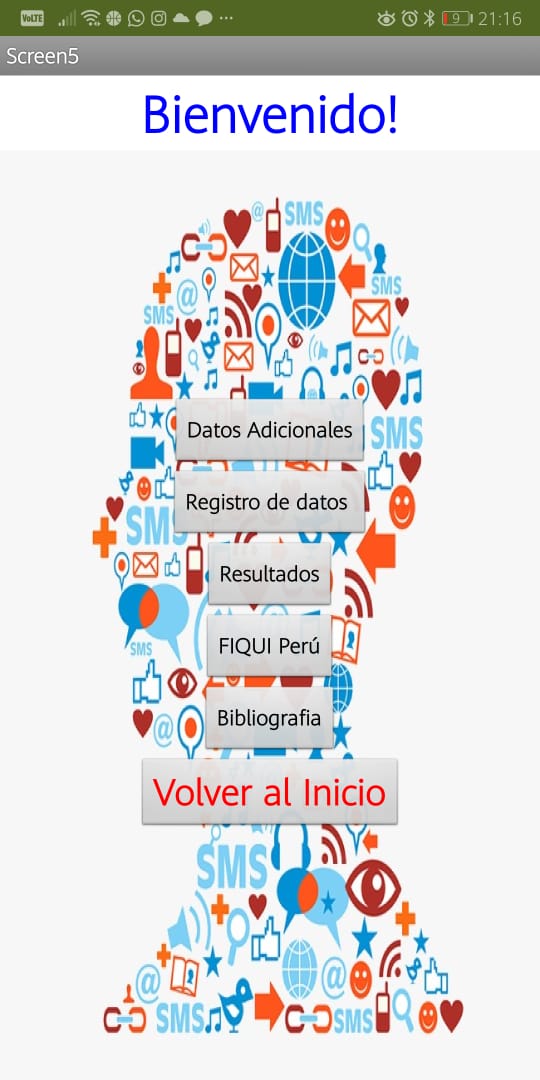 VoLTE 9 21:16
Screen5
Bienvenido!
SMS
SMS
SMS
Datos Adicionales
SMS
Registro de datos
SMS
Resultados
FIQUI Perú
SMS
Bibliografia
Volver al Inicio
SMS
SMS
SMS